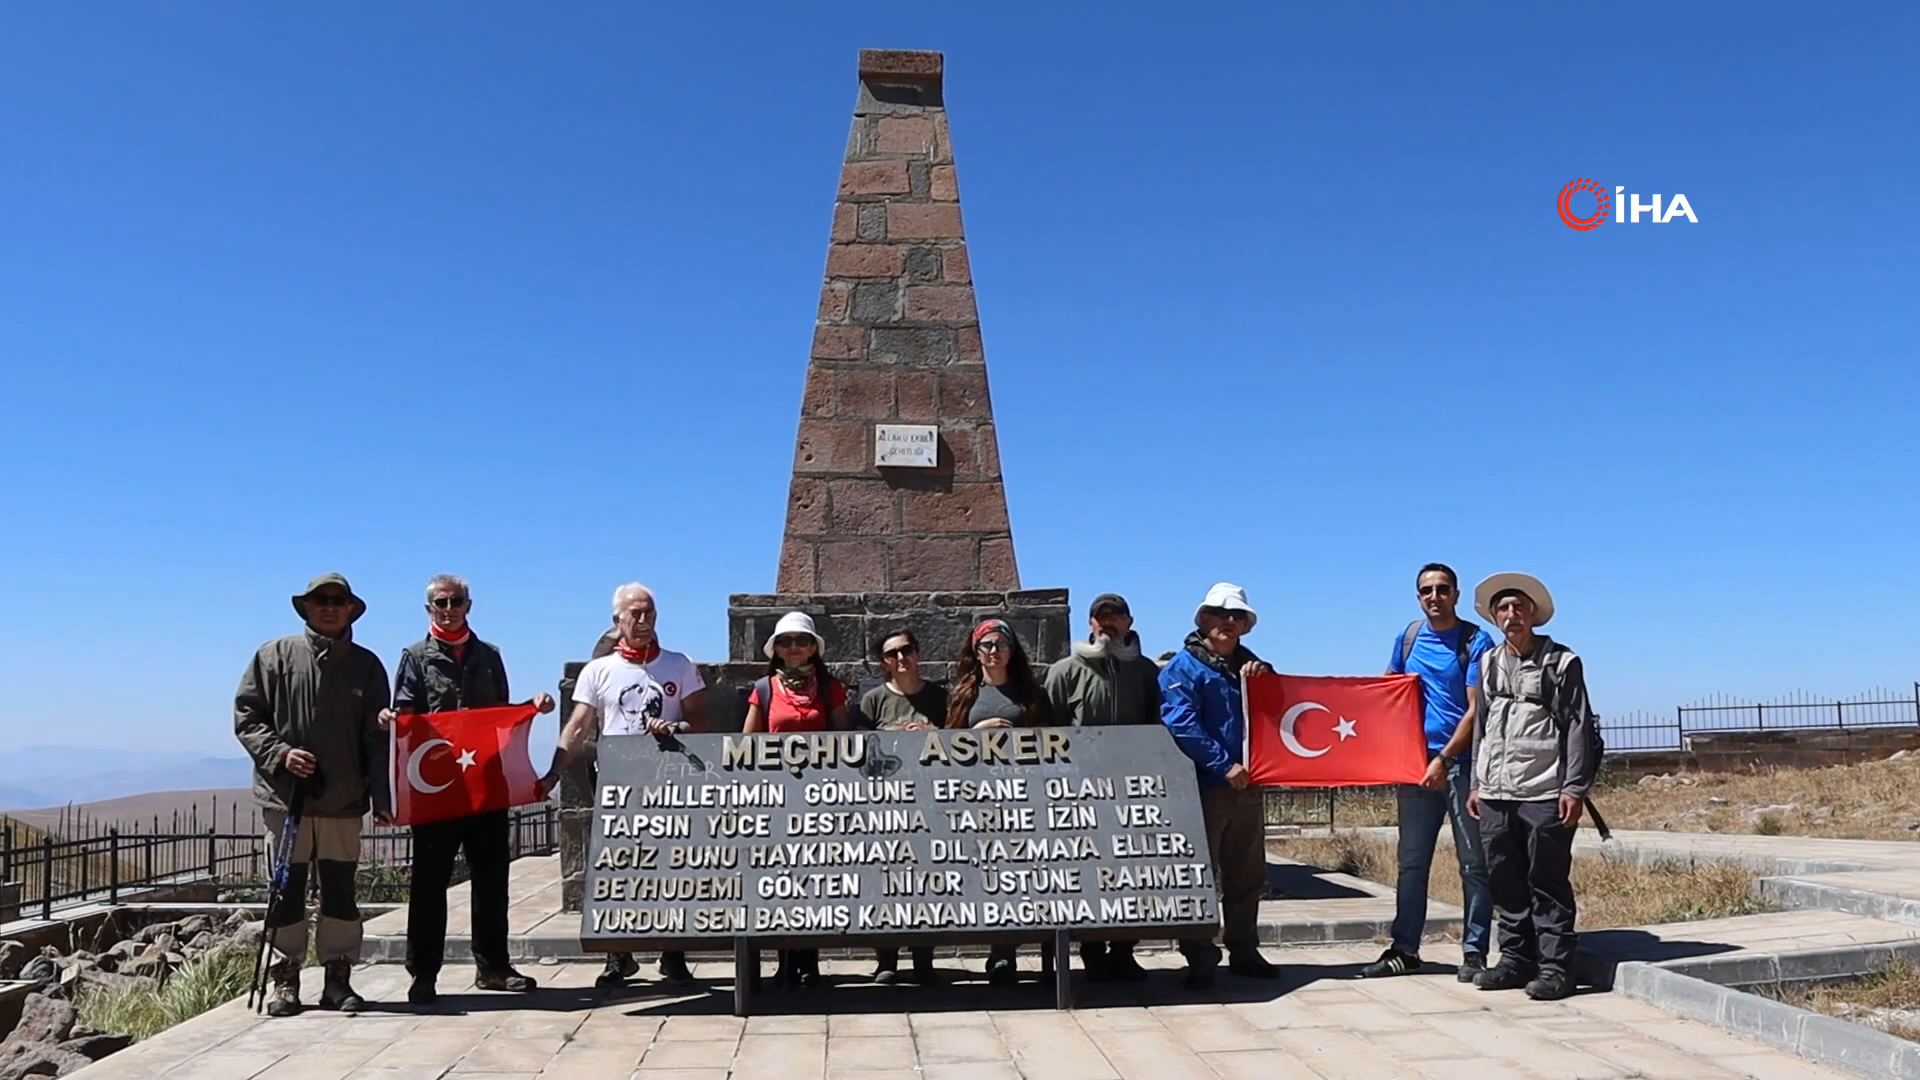 İHA
ALLAHU EKBER
ŞEHİTLİĞİ
MEÇHUL ASKER
YETER
EY MİLLETİMİN GÖNLÜNE EFSANE OLAN ER!
TAPSIN YÜCE DESTANINA TARİHE İZİN VER.
ACİZ BUNU HAYKIRMAYA DİL, YAZMAYA ELLER;
BEYHUDEMİ GÖKTEN İNİYOR ÜSTÜNE RAHMET.
YURDUN SENİ BASMIŞ KANAYAN BAĞRINA MEHMET.